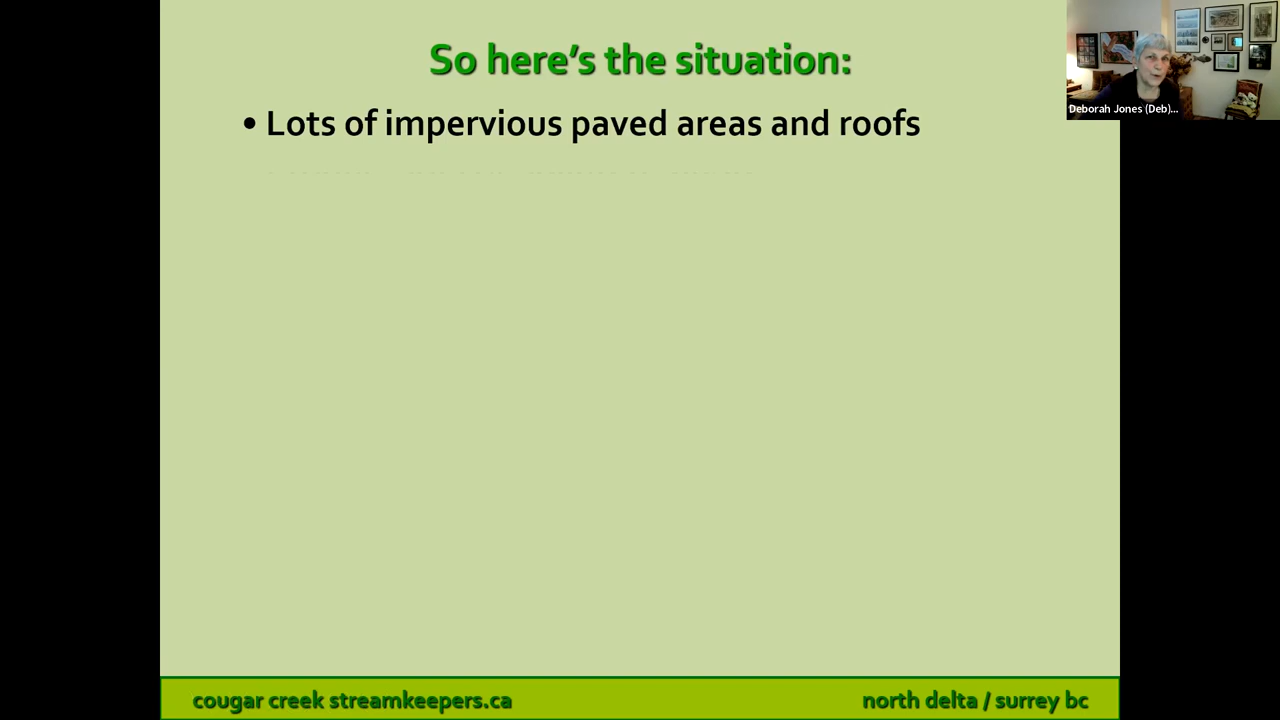 So here's the situation:
• Lots of impervious paved areas and roofs
Deborah Jones (Deb)...
cougar creek streamkeepers.ca
north delta / surrey bc